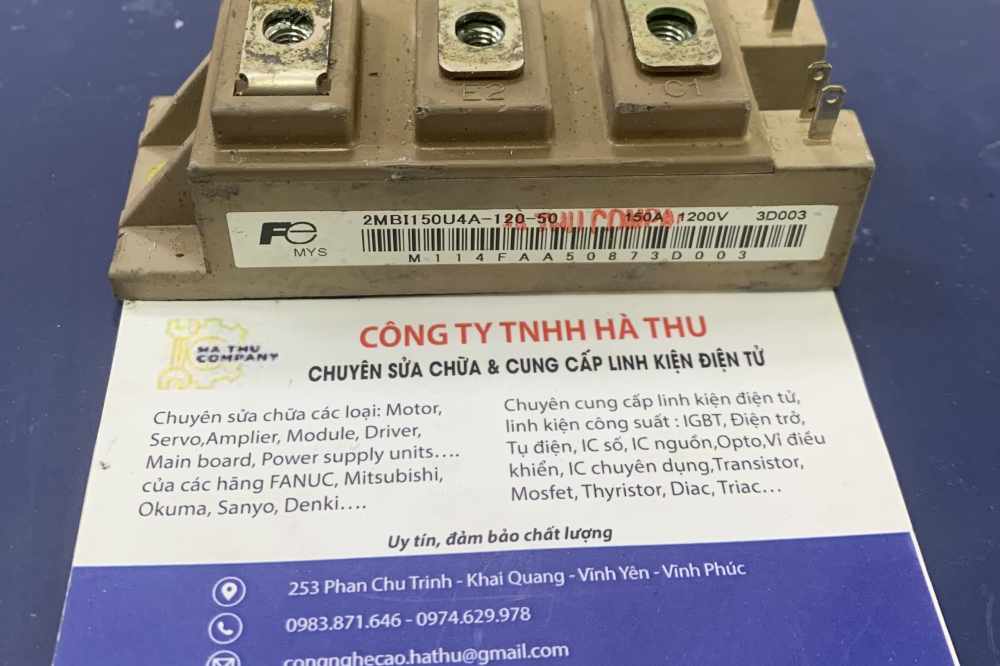 E2
C1
2MBI150U4A-120-50 150A 1200V 3D003
HA THU COMPA
Fe
MYS
M114FAA50873D003
HA THU
COMPANY
CÔNG TY TNHH HÀ THU
CHUYÊN SỬA CHỮA & CUNG CẤP LINH KIỆN ĐIỆN TỬ
Chuyên sửa chữa các loại: Motor,
Servo,Amplier, Module, Driver,
Main board, Power supply units....
của các hãng FANUC, Mitsubishi,
Okuma, Sanyo, Denki....
Chuyên cung cấp linh kiện điện tử,
linh kiện công suất : IGBT, Điện trở,
Tụ điện, IC số, IC nguồn,Opto,Vi điều
khiển, IC chuyên dụng,Transistor,
Mosfet, Thyristor, Diac, Triac...
Uy tín, đảm bảo chất lượng
253 Phan Chu Trinh - Khai Quang - Vĩnh Yên - Vĩnh Phúc
0983.871.646 - 0974.629.978
congnghecao.hathu@gmail.com